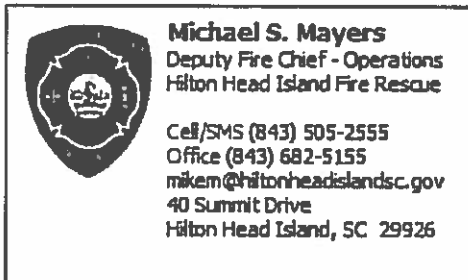 Michael S. Mayers
Deputy Fire Chief - Operations
Hilton Head Island Fire Rescue
Cell/SMS (843) 505-2555
Office (843) 682-5155
mikem@hiltonheadislandsc.gov
40 Summit Drive
Hilton Head Island, SC 29926